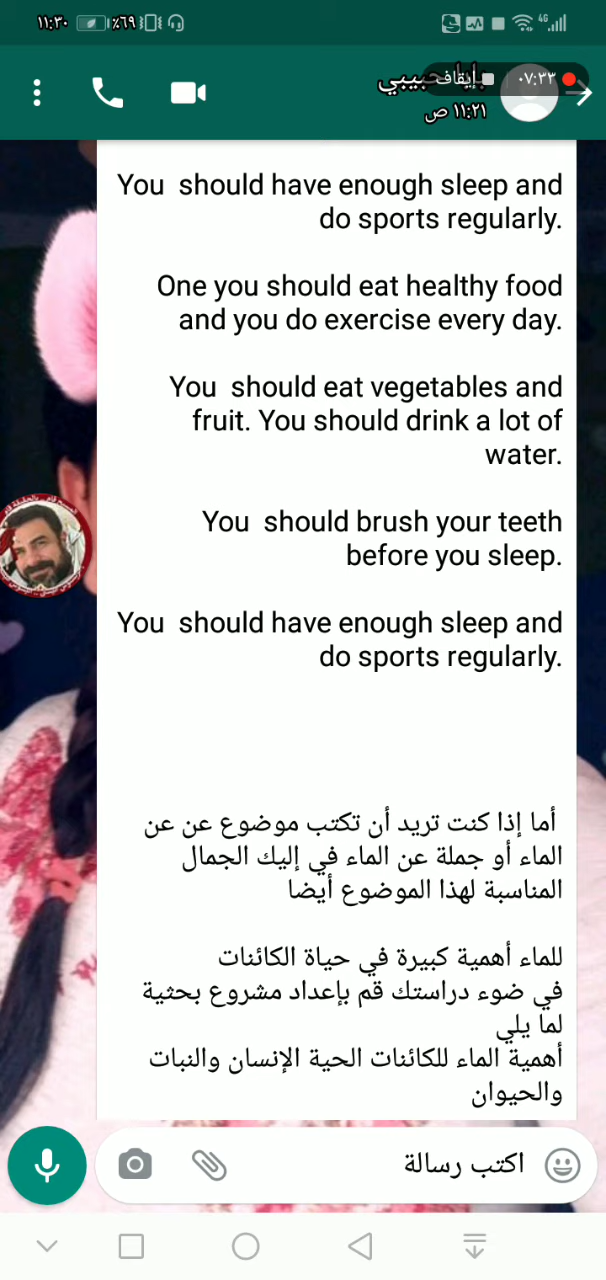 ١١:٣٠
٪٦٩
4G
بابا حبيبي
إيقاف
٠٧:٣٣
١١:٢١ ص
You should have enough sleep and
do sports regularly.
One you should eat healthy food
and you do exercise every day.
You should eat vegetables and
fruit. You should drink a lot of
water.
You should brush your teeth
before you sleep.
You should have enough sleep and
do sports regularly.
أما إذا كنت تريد أن تكتب موضوع عن عن
الماء أو جملة عن الماء في إليك الجمال
المناسبة لهذا الموضوع أيضا
للماء أهمية كبيرة في حياة الكائنات
في ضوء دراستك قم بإعداد مشروع بحثية
لما يلي
أهمية الماء للكائنات الحية الإنسان والنبات
والحيوان
اكتب رسالة